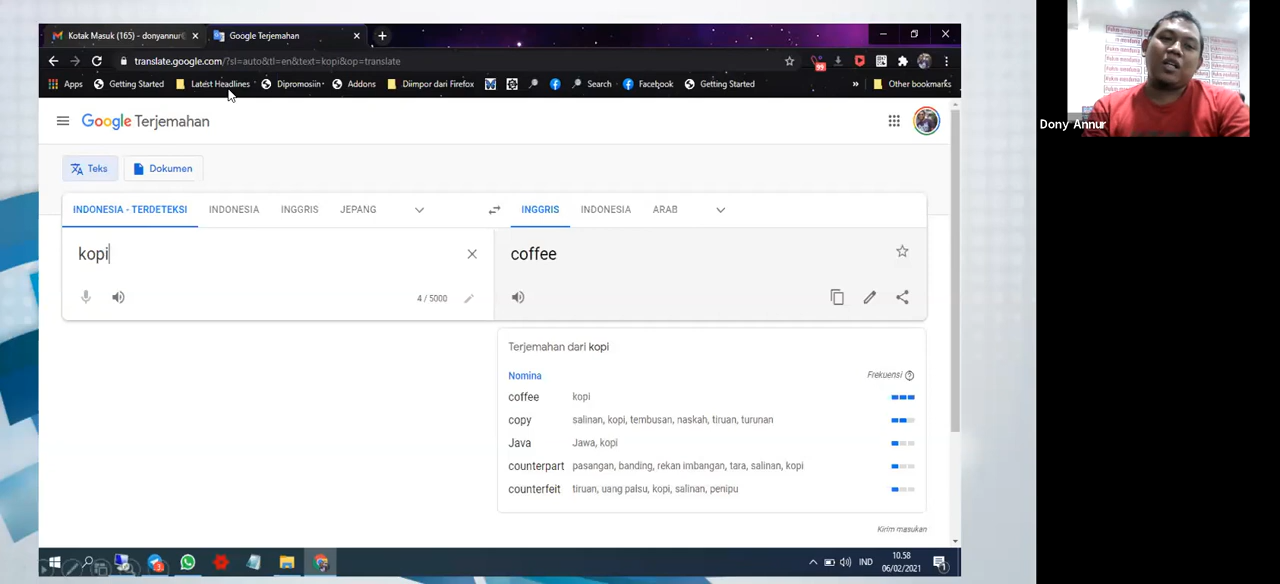 Kotak Masuk (165) - donyannur@
Google Terjemahan
translate.google.com/?sl=auto&tl=en&text=kopi&op=translate
Apps
Getting Started
Latest Headlines
Dipromosiin
Addons
Diimpor dari Firefox
Search
Facebook
Getting Started
»
Other bookmarks
Google Terjemahan
Teks
Dokumen
INDONESIA - TERDETEKSI
INDONESIA
INGGRIS
JEPANG
INGGRIS
INDONESIA
ARAB
kopi
coffee
4 / 5000
Terjemahan dari kopi
Nomina
Frekuensi
coffee kopi
copy salinan, kopi, tembusan, naskah, tiruan, turunan
Java Jawa, kopi
counterpart pasangan, banding, rekan imbangan, tara, salinan, kopi
counterfeit tiruan, uang palsu, kopi, salinan, penipu
Kirim masukan
IND
10.58
06/02/2021
Dony Annur